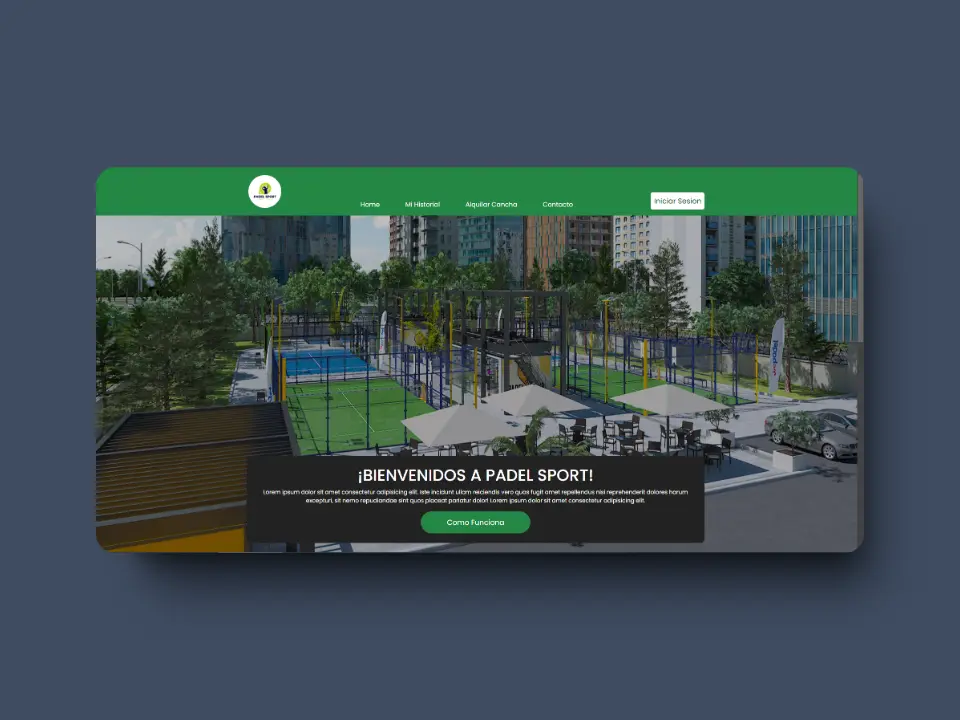 PADEL SPORT
Home
Mi Historial
Alquilar Cancha
Contacto
Iniciar Sesion
padel
¡BIENVENIDOS A PADEL SPORT!
Lorem ipsum dolor sit amet consectetur adipisicing elit. Iste incidunt ullam reiciendis vero quas fugit amet repellendus nisi reprehenderit dolores harum
excepturi, sit nemo repudiandae sint quos placeat pariatur dolor! Lorem ipsum dolor sit amet consectetur adipisicing elit.
Como Funciona